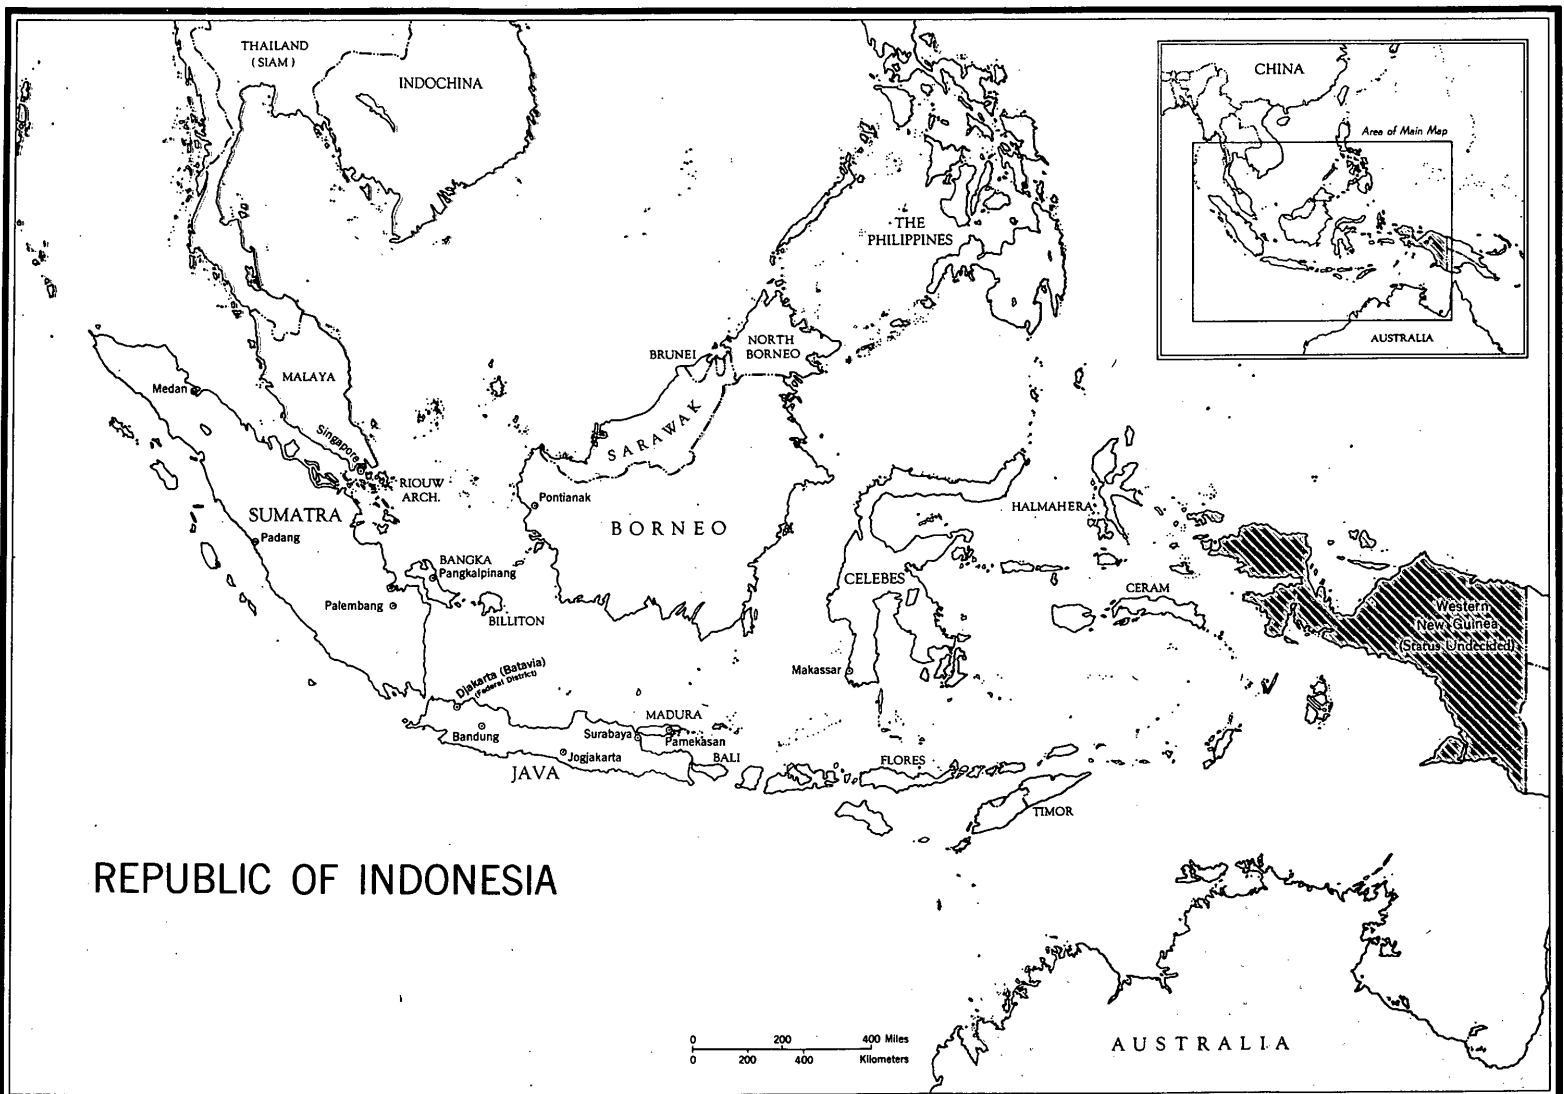 THAILAND
(SIAM)
INDOCHINA
CHINA
Area of Main Map
AUSTRALIA
THE
PHILIPPINES
BRUNEI
NORTH
BORNEO
MALAYA
Medan
SARAWAK
Singapore
RIOUW
ARCH.
Pontianak
SUMATRA
BORNEO
HALMAHERA
Padang
BANGKA
Pangkalpinang
CELEBES
CERAM
Palembang
BILLITON
Western
New Guinea
(Status Undecided)
Makassar
Djakarta (Batavia)
(Federal District)
MADURA
Bandung
Surabaya
Pamekasan
Jogjakarta
BALI
FLORES
JAVA
TIMOR
REPUBLIC OF INDONESIA
0 200 400 Miles
0 200 400 Kilometers
AUSTRALIA